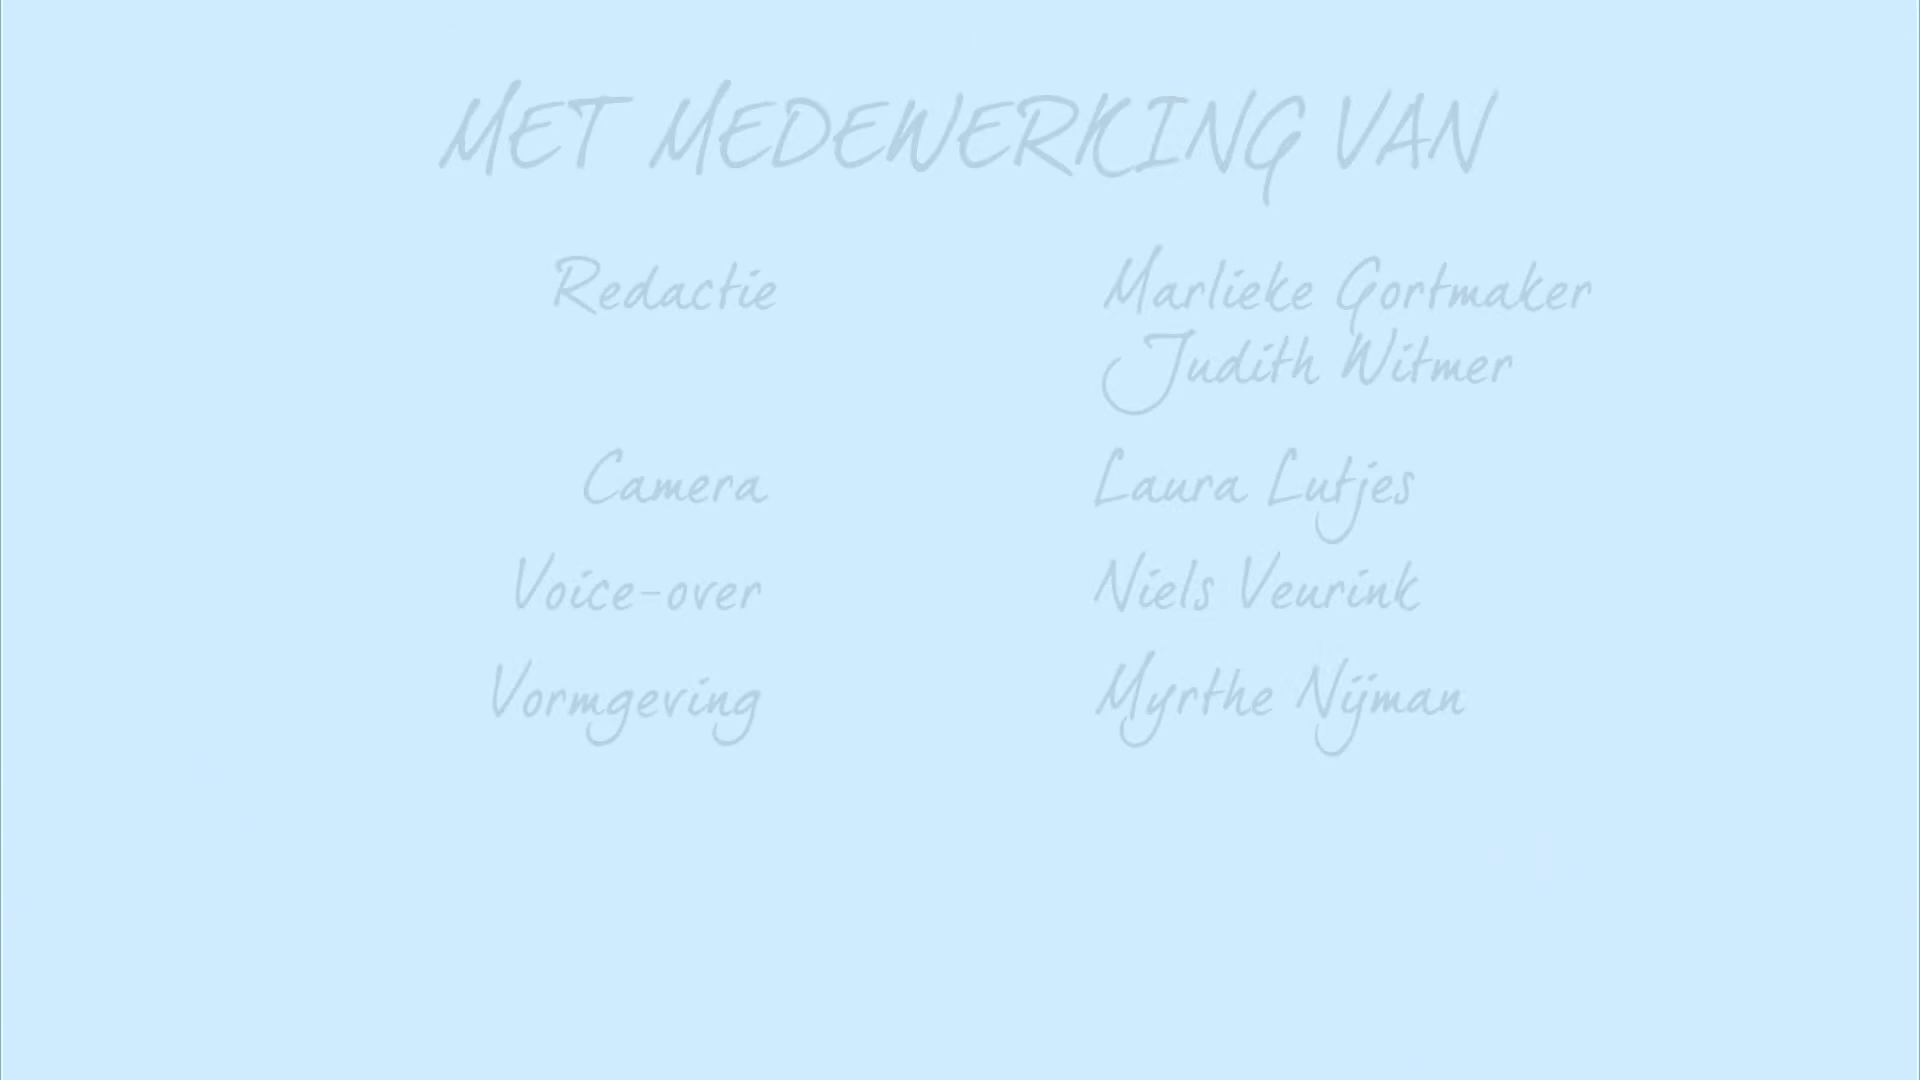 MET MEDEWERKING VAN
Redactie Marlieke Gortmaker
Judith Witmer
Camera Laura Lutjes
Voice-over Niels Veurink
Vormgeving Myrthe Nijman